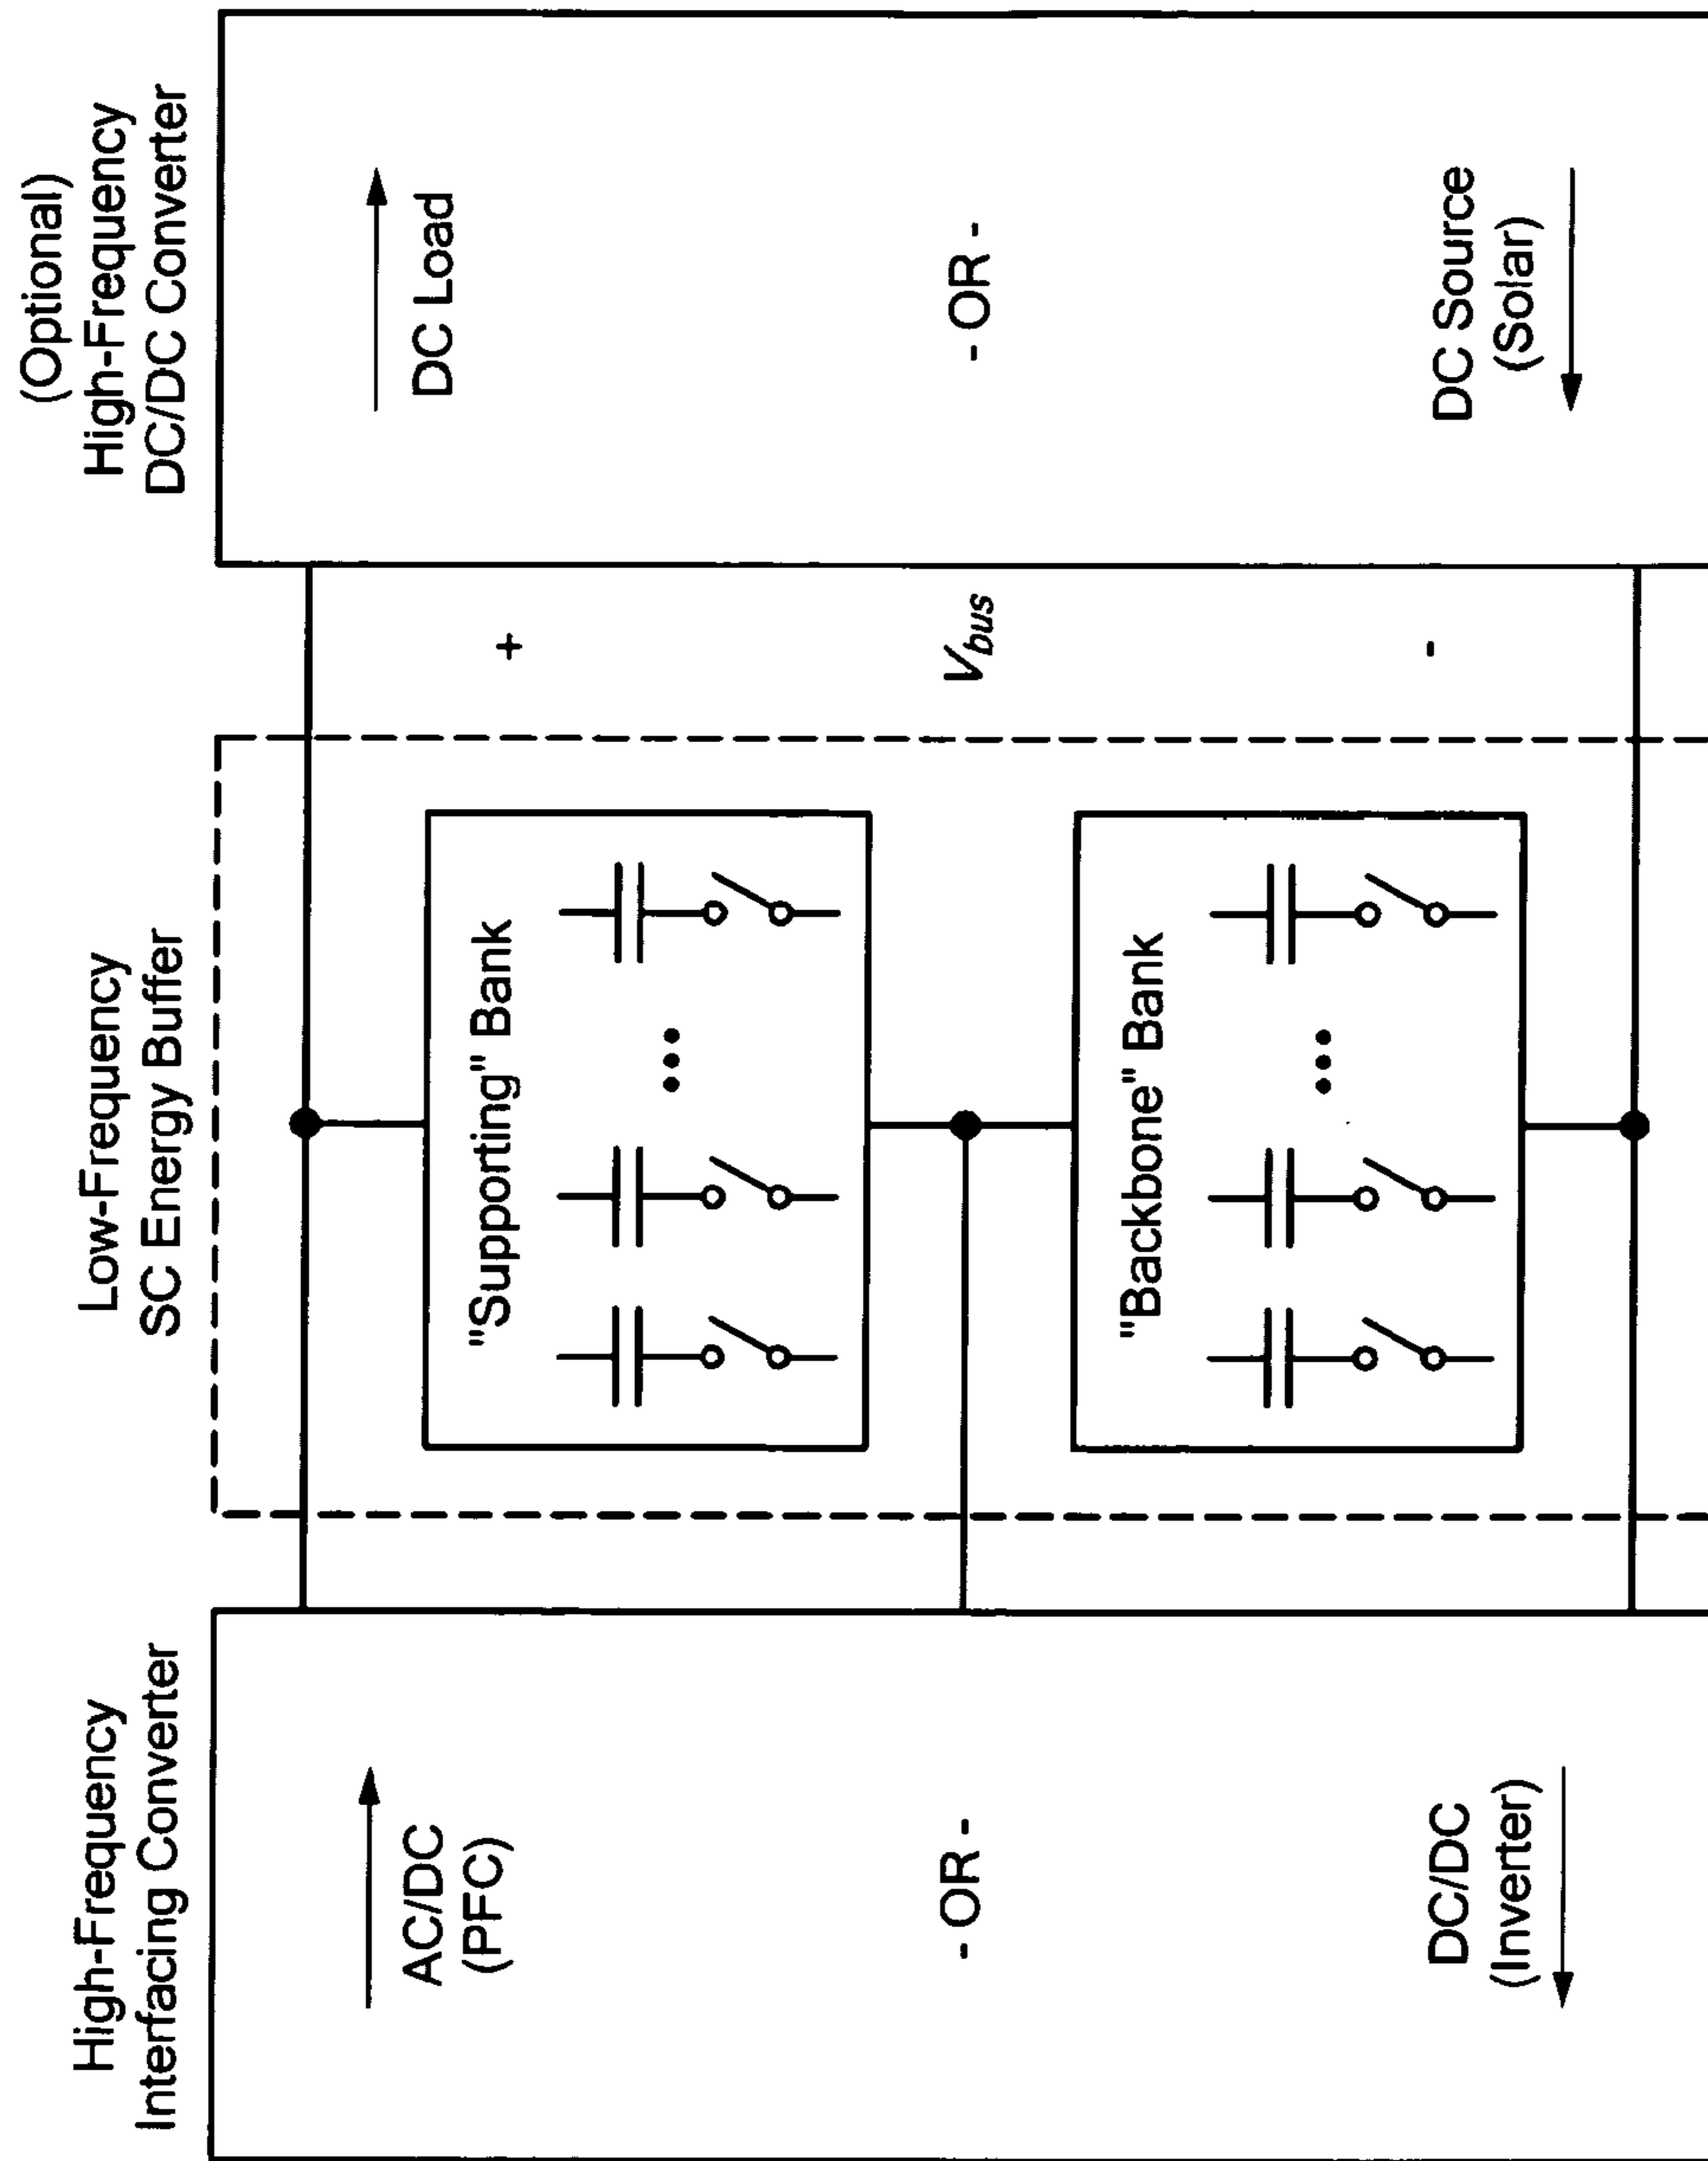 High-Frequency
Interfacing Converter
AC/DC
(PFC)
- OR -
DC/DC
(Inverter)
Low-Frequency
SC Energy Buffer
"Supporting" Bank
"Backbone" Bank
+
Vbus
-
(Optional)
High-Frequency
DC/DC Converter
DC Load
- OR -
DC Source
(Solar)